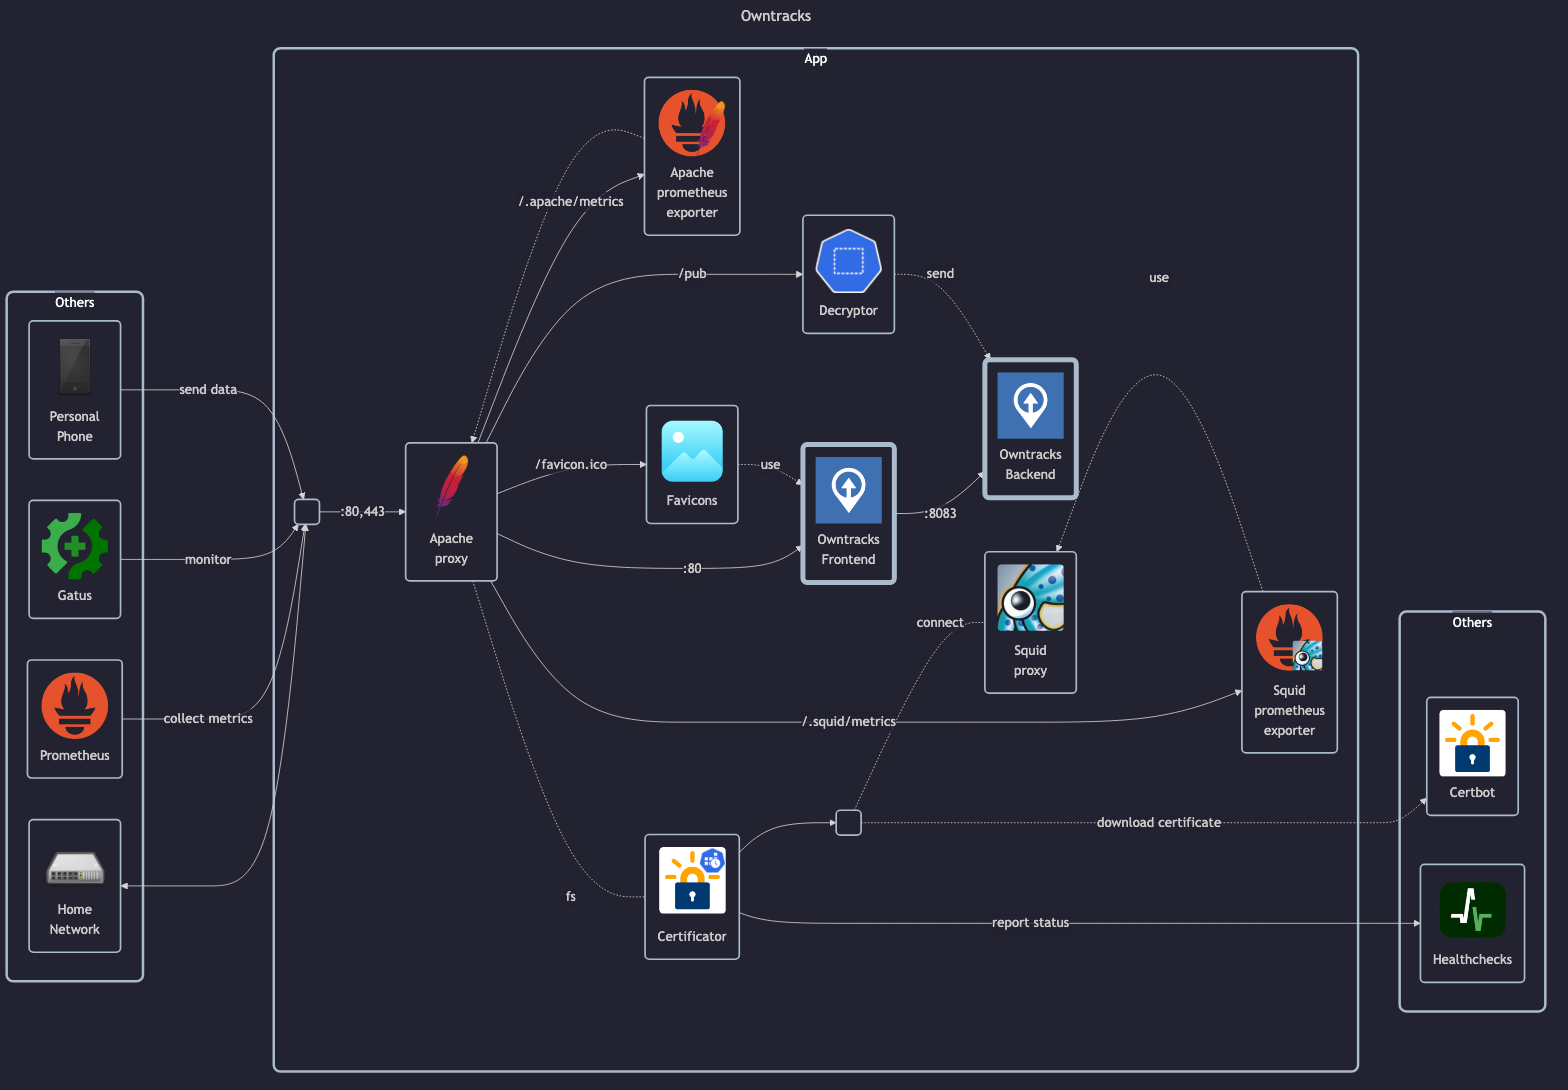 Owntracks
App
Apache
prometheus
exporter
/.apache/metrics
/pub
Decryptor
send
use
Others
Personal
Phone
send data
Gatus
monitor
Prometheus
collect metrics
Home
Network
:80,443
Apache
proxy
/favicon.ico
Favicons
use
:80
Owntracks
Frontend
:8083
Owntracks
Backend
connect
Squid
proxy
/.squid/metrics
Squid
prometheus
exporter
fs
Certificator
download certificate
report status
Others
Certbot
Healthchecks